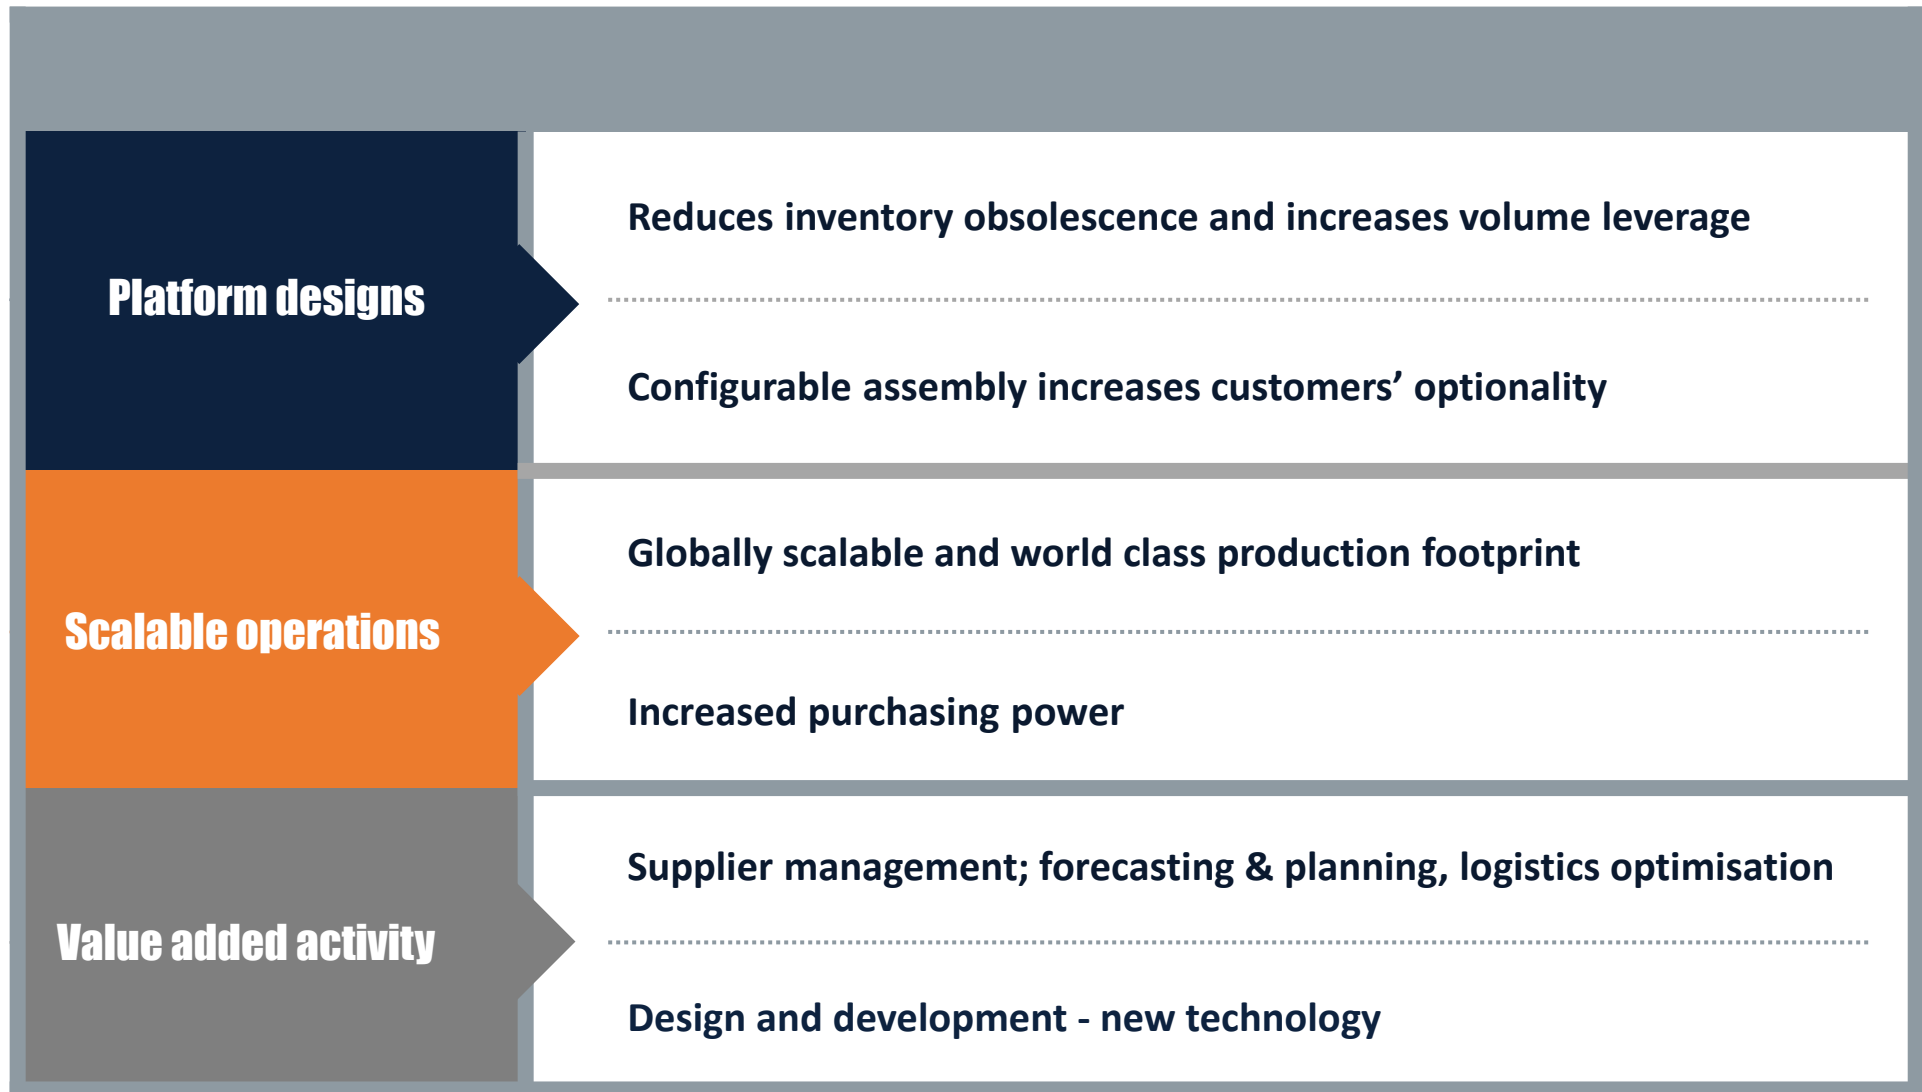 Platform designs
Reduces inventory obsolescence and increases volume leverage
Configurable assembly increases customers’ optionality
Scalable operations
Globally scalable and world class production footprint
Increased purchasing power
Value added activity
Supplier management; forecasting & planning, logistics optimisation
Design and development - new technology